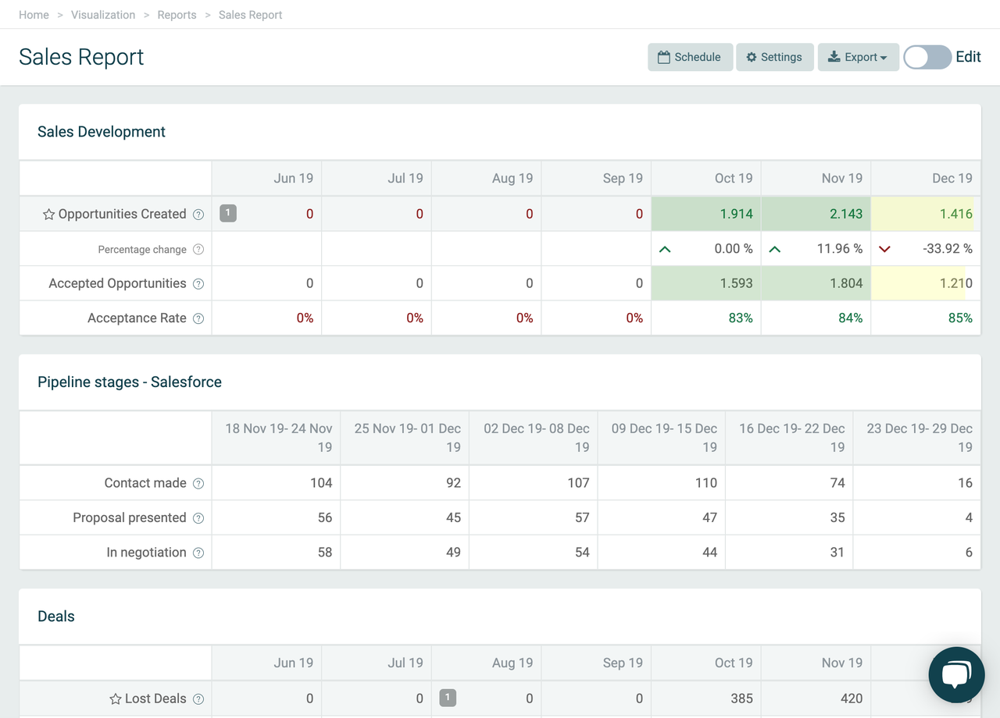 Home > Visualization > Reports > Sales Report
Sales Report
Schedule Settings Export Edit
Sales Development
Jun 19 Jul 19 Aug 19 Sep 19 Oct 19 Nov 19 Dec 19
Opportunities Created ? 1 0 0 0 0 1.914 2.143 1.416
Percentage change ? 0.00 % 11.96 % -33.92 %
Accepted Opportunities ? 0 0 0 0 1.593 1.804 1.210
Acceptance Rate ? 0% 0% 0% 0% 83% 84% 85%
Pipeline stages - Salesforce
18 Nov 19- 24 Nov 25 Nov 19- 01 Dec 02 Dec 19- 08 Dec 09 Dec 19- 15 Dec 16 Dec 19- 22 Dec 23 Dec 19- 29 Dec
19 19 19 19 19 19
Contact made ? 104 92 107 110 74 16
Proposal presented ? 56 45 57 47 35 4
In negotiation ? 58 49 54 44 31 6
Deals
Jun 19 Jul 19 Aug 19 Sep 19 Oct 19 Nov 19
Lost Deals ? 0 0 1 0 0 385 420